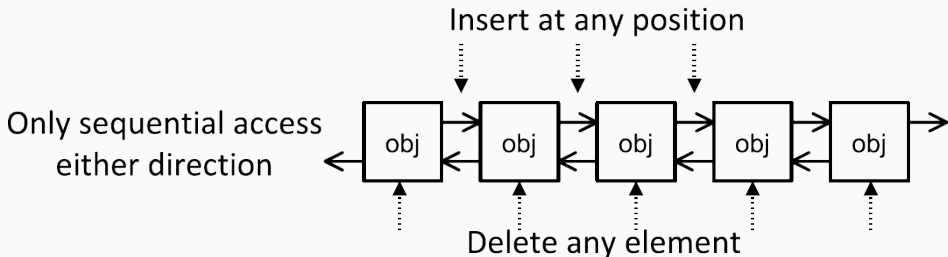 Insert at any position
Only sequential access
either direction
obj obj obj obj obj
Delete any element